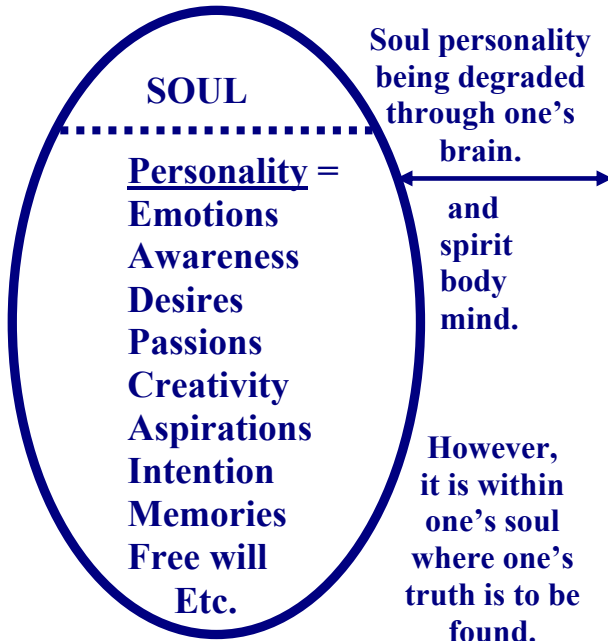 SOUL
Personality =
Emotions
Awareness
Desires
Passions
Creativity
Aspirations
Intention
Memories
Free will
Etc.
Soul personality
being degraded
through one’s
brain.
and
spirit
body
mind.
However,
it is within
one’s soul
where one’s
truth is to be
found.